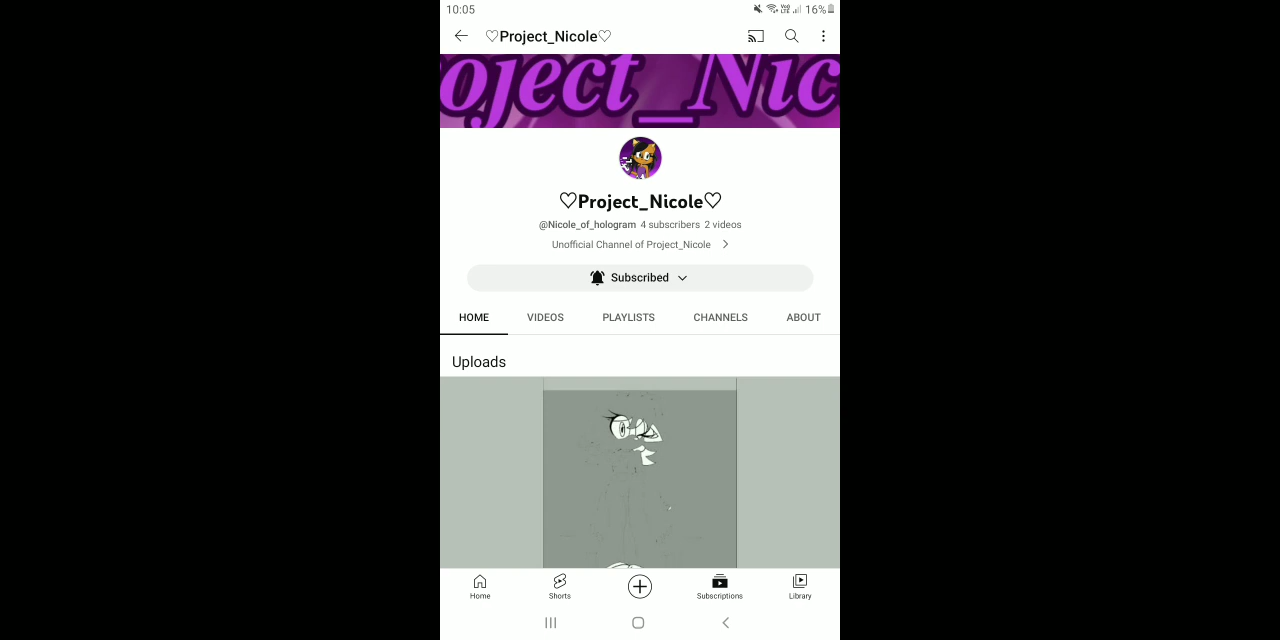 10:05
16%
♡Project_Nicole♡
oject_Nic
♡Project_Nicole♡
@Nicole_of_hologram 4 subscribers 2 videos
Unofficial Channel of Project_Nicole
Subscribed
HOME VIDEOS PLAYLISTS CHANNELS ABOUT
Uploads
Home Shorts Subscriptions Library